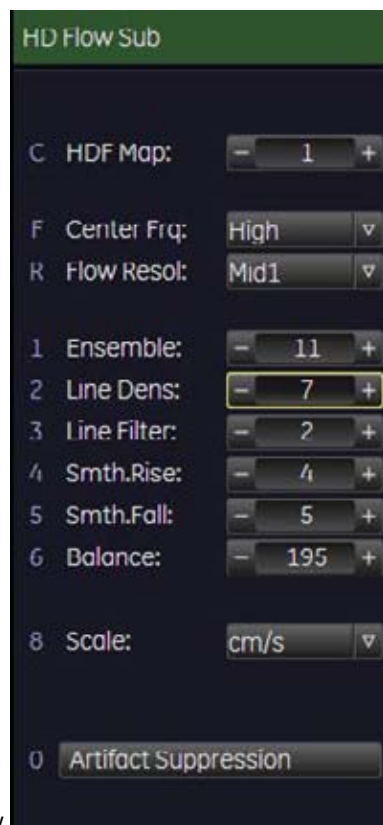 HD Flow Sub
C HDF Map: - 1 +
F Center Frq: High
R Flow Resol: Mid1
1 Ensemble: - 11 +
2 Line Dens: - 7 +
3 Line Filter: - 2 +
4 Smth.Rise: - 4 +
5 Smth.Fall: - 5 +
6 Balance: - 195 +
8 Scale: cm/s
0 Artifact Suppression